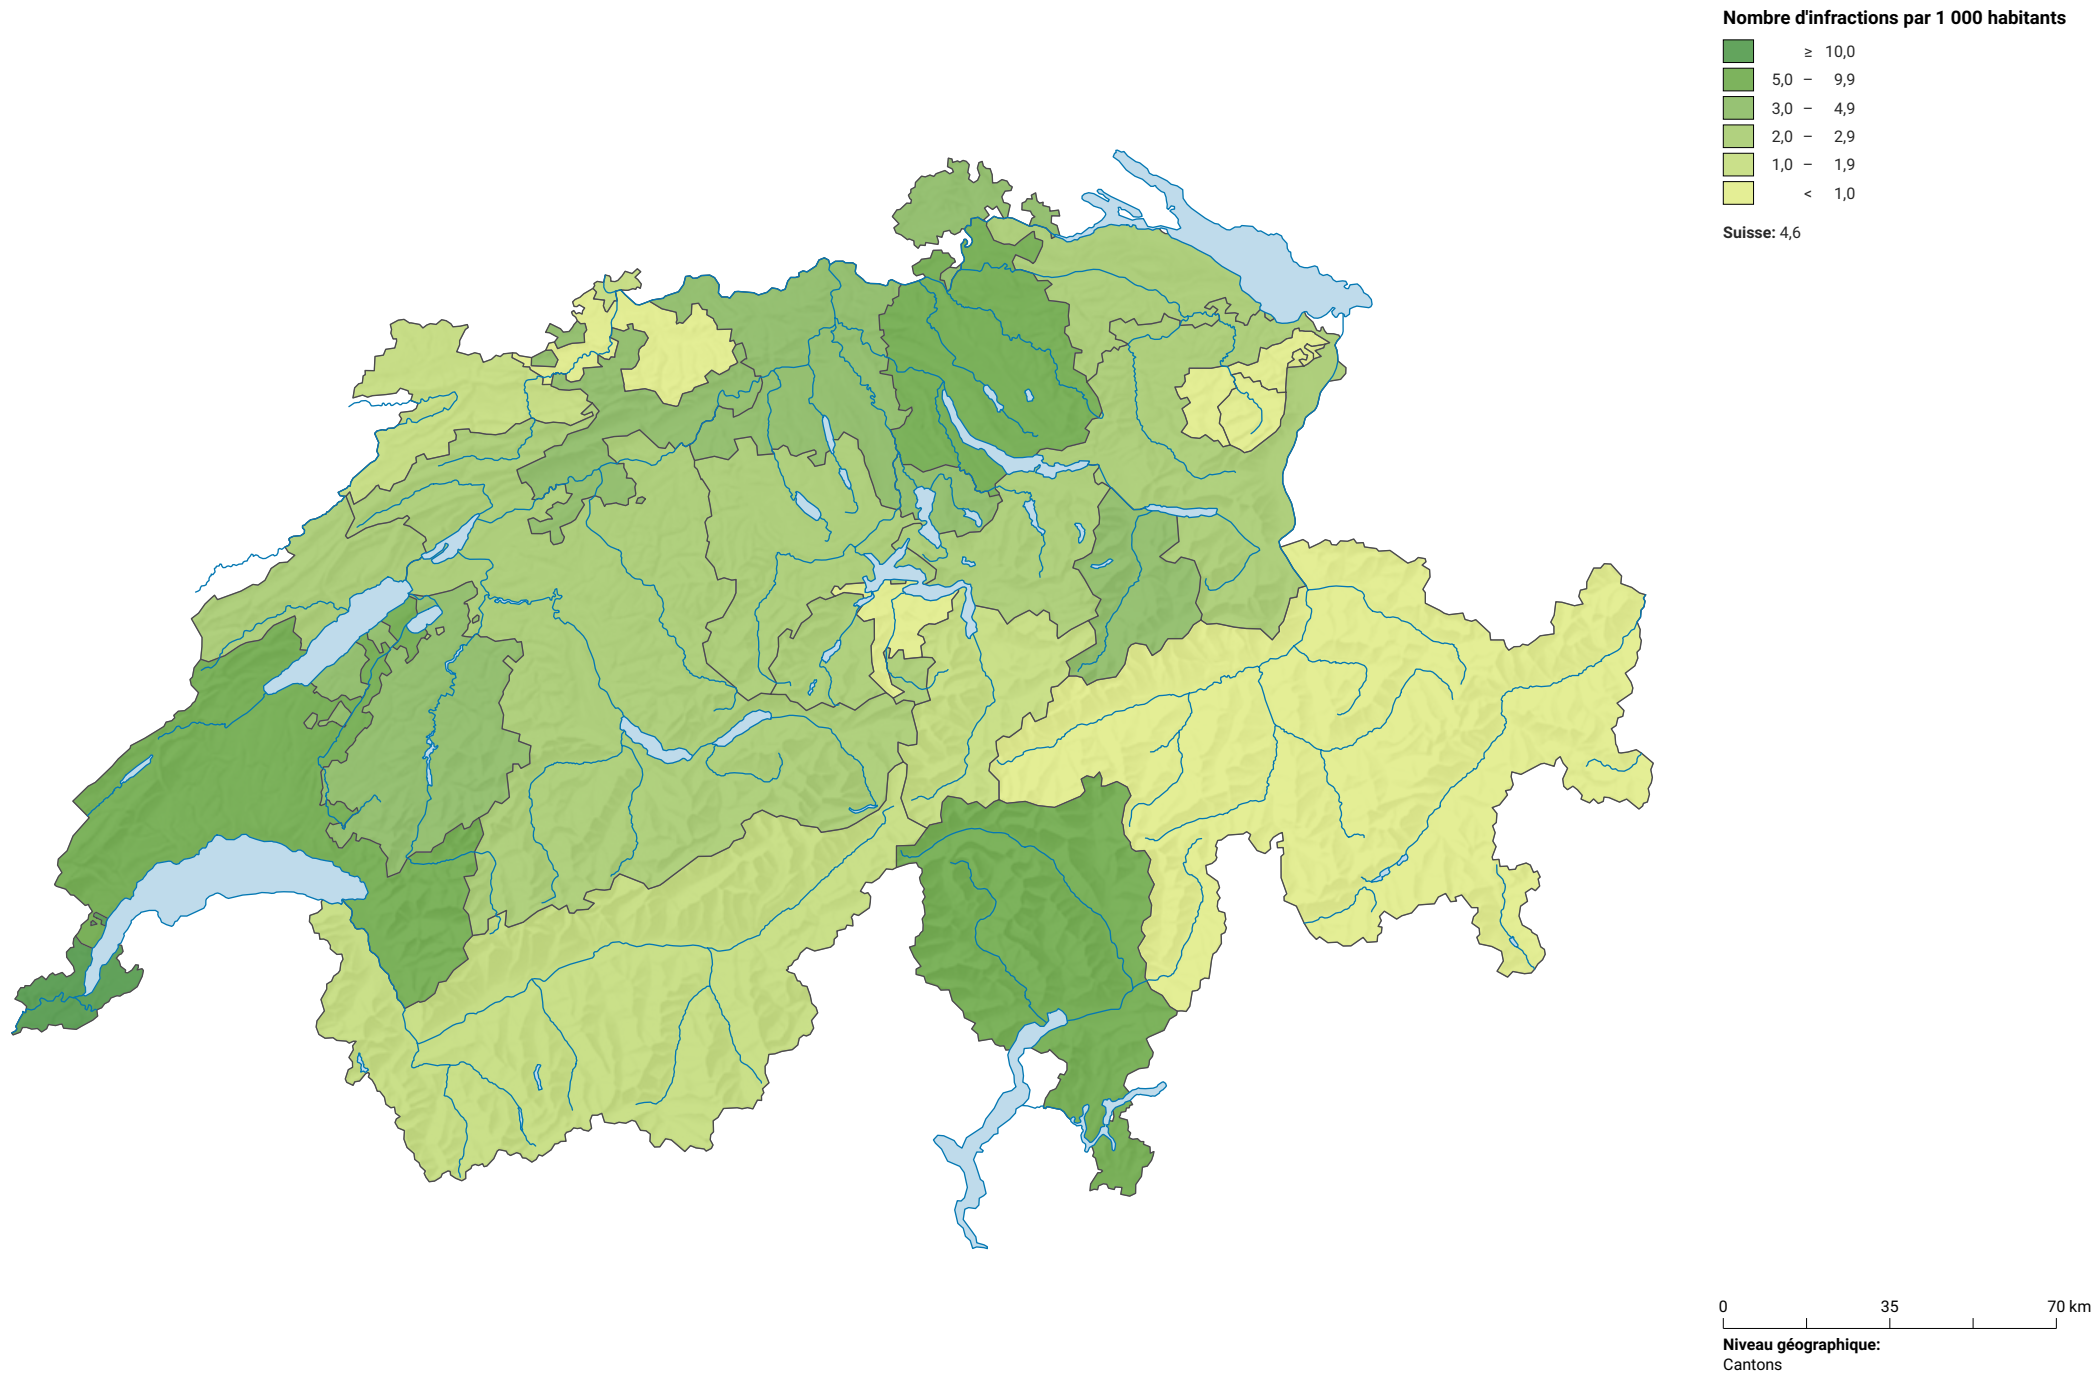 Nombre d'infractions par 1 000 habitants
≥ 10,0
5,0 – 9,9
3,0 – 4,9
2,0 – 2,9
1,0 – 1,9
< 1,0
Suisse: 4,6
0 35 70 km
Niveau géographique:
Cantons